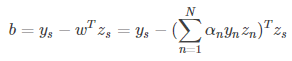 b = y_s − w^T z_s = y_s − (∑_{n=1}^{N} α_n y_n z_n)^T z_s